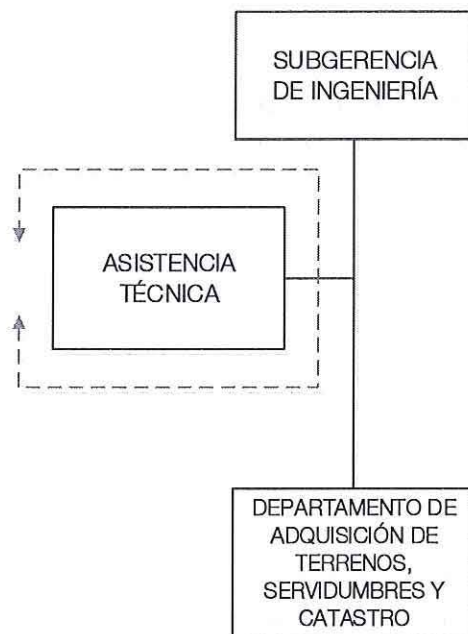 SUBGERENCIA
DE INGENIERÍA
ASISTENCIA
TÉCNICA
DEPARTAMENTO DE
ADQUISICIÓN DE
TERRENOS,
SERVIDUMBRES Y
CATASTRO